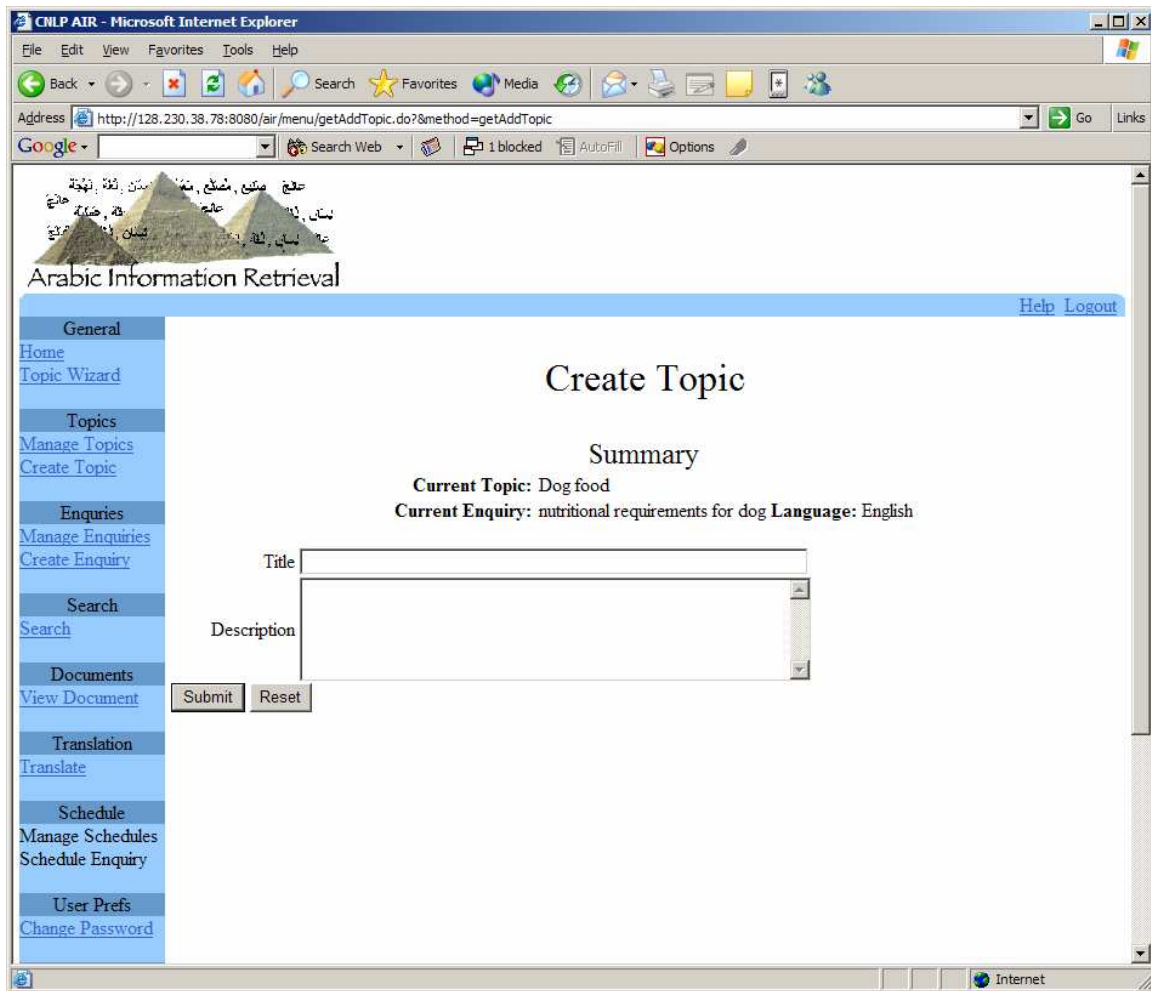 CNLP AIR - Microsoft Internet Explorer
File Edit View Favorites Tools Help
Back Search Favorites Media
Address http://128.230.38.78:8080/air/menu/getAddTopic.do?&method=getAddTopic Go Links
Google Search Web 1 blocked AutoFill Options
Arabic Information Retrieval
Help Logout
General
Home
Topic Wizard
Topics
Manage Topics
Create Topic
Enquries
Manage Enquiries
Create Enquiry
Search
Search
Documents
View Document
Translation
Translate
Schedule
Manage Schedules
Schedule Enquiry
User Prefs
Change Password
Create Topic
Summary
Current Topic: Dog food
Current Enquiry: nutritional requirements for dog Language: English
Title
Description
Submit Reset
Internet